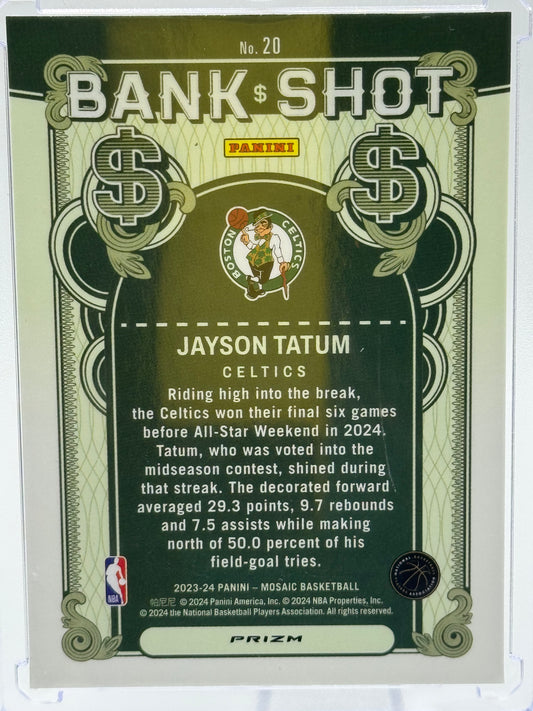 No. 20
BANK $ SHOT
PANINI
$ $
BOSTON CELTICS
JAYSON TATUM
CELTICS
Riding high into the break,
the Celtics won their final six games
before All-Star Weekend in 2024.
Tatum, who was voted into the
midseason contest, shined during
that streak. The decorated forward
averaged 29.3 points, 9.7 rebounds
and 7.5 assists while making
north of 50.0 percent of his
field-goal tries.
NBA
2023-24 PANINI – MOSAIC BASKETBALL
帕尼尼 © 2024 Panini America, Inc. © 2024 NBA Properties, Inc.
© 2024 the National Basketball Players Association. All rights reserved.
PRIZM